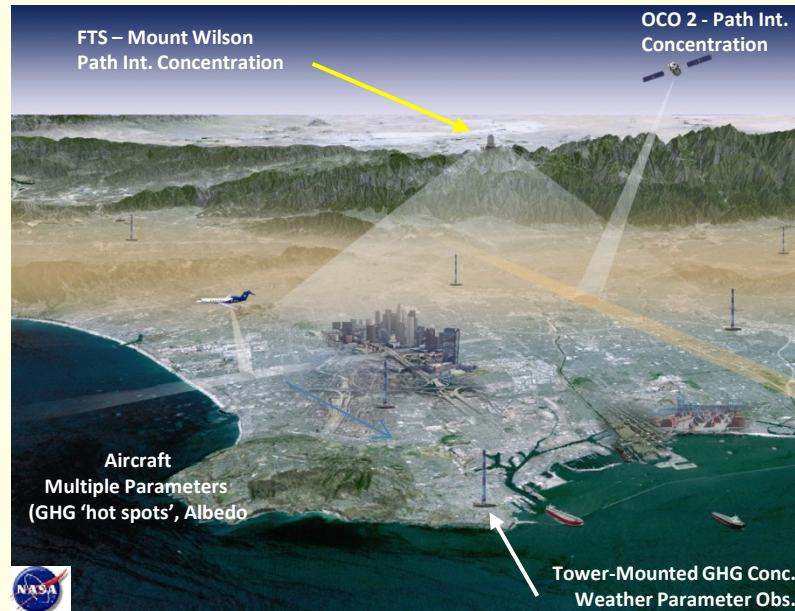 FTS – Mount Wilson
Path Int. Concentration
OCO 2 - Path Int.
Concentration
Aircraft
Multiple Parameters
(GHG ‘hot spots’, Albedo
Tower-Mounted GHG Conc.
Weather Parameter Obs.
NASA